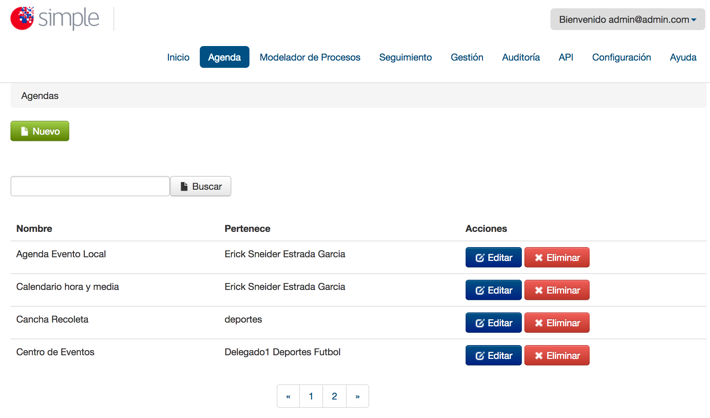 simple
Bienvenido admin@admin.com
Inicio Agenda Modelador de Procesos Seguimiento Gestión Auditoría API Configuración Ayuda
Agendas
Nuevo
Buscar
Nombre Pertenece Acciones
Agenda Evento Local Erick Sneider Estrada Garcia Editar Eliminar
Calendario hora y media Erick Sneider Estrada Garcia Editar Eliminar
Cancha Recoleta deportes Editar Eliminar
Centro de Eventos Delegado1 Deportes Futbol Editar Eliminar
« 1 2 »